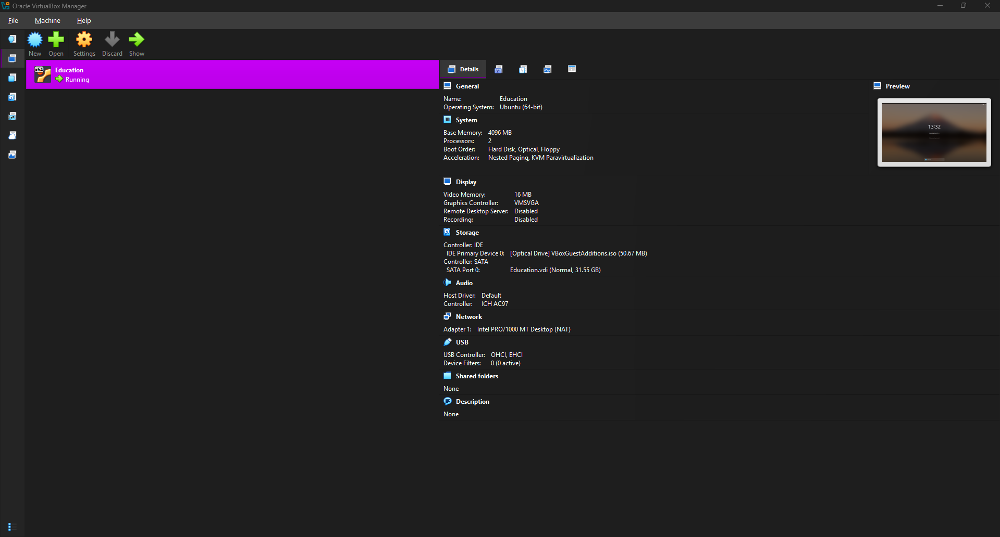 Oracle VirtualBox Manager
File Machine Help
New Open Settings Discard Show
x64 Education
Running
Details
General
Name: Education
Operating System: Ubuntu (64-bit)
System
Base Memory: 4096 MB
Processors: 2
Boot Order: Hard Disk, Optical, Floppy
Acceleration: Nested Paging, KVM Paravirtualization
Preview
13:32
Display
Video Memory: 16 MB
Graphics Controller: VMSVGA
Remote Desktop Server: Disabled
Recording: Disabled
Storage
Controller: IDE
IDE Primary Device 0: [Optical Drive] VBoxGuestAdditions.iso (50.67 MB)
Controller: SATA
SATA Port 0: Education.vdi (Normal, 31.55 GB)
Audio
Host Driver: Default
Controller: ICH AC97
Network
Adapter 1: Intel PRO/1000 MT Desktop (NAT)
USB
USB Controller: OHCI, EHCI
Device Filters: 0 (0 active)
Shared folders
None
Description
None